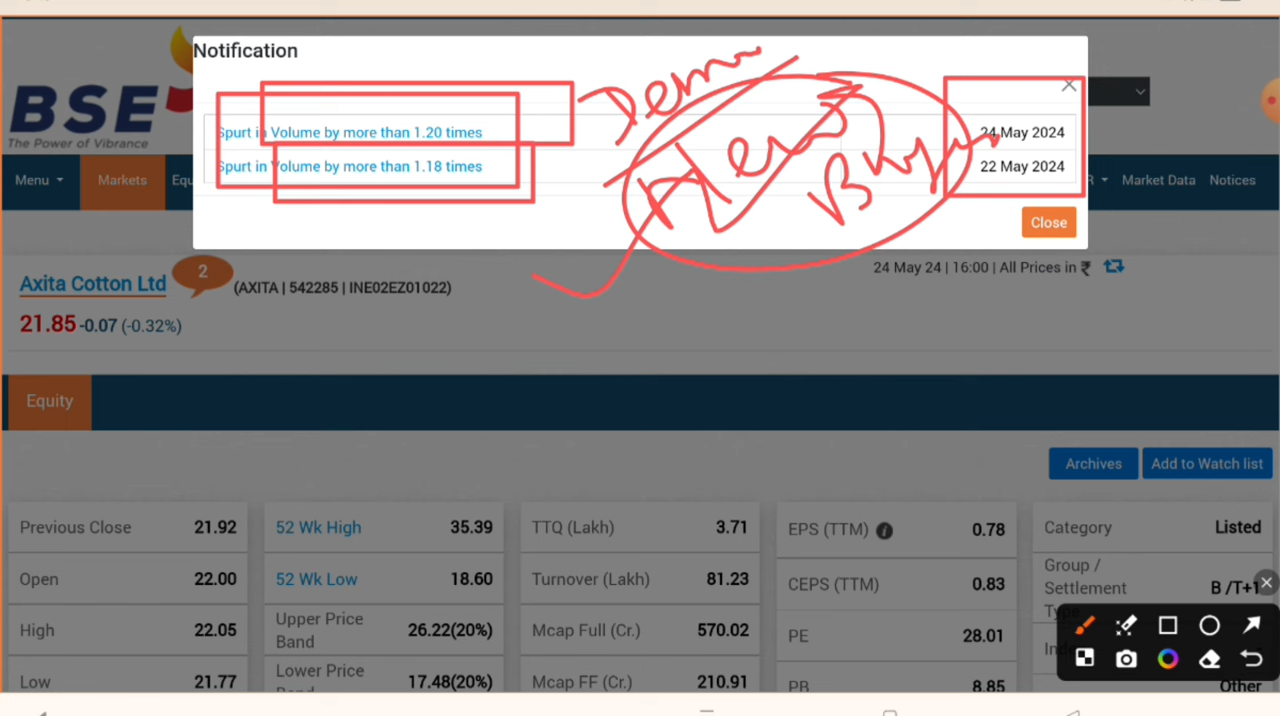 Notification
Spurt in Volume by more than 1.20 times 24 May 2024
Spurt in Volume by more than 1.18 times 22 May 2024
Close
BSE
The Power of Vibrance
Menu Markets Equ Market Data Notices
Axita Cotton Ltd 2 (AXITA | 542285 | INE02EZ01022)
24 May 24 | 16:00 | All Prices in ₹
21.85 -0.07 (-0.32%)
Equity
Archives Add to Watch list
Previous Close 21.92
Open 22.00
High 22.05
Low 21.77
52 Wk High 35.39
52 Wk Low 18.60
Upper Price Band 26.22(20%)
Lower Price 17.48(20%)
TTQ (Lakh) 3.71
Turnover (Lakh) 81.23
Mcap Full (Cr.) 570.02
Mcap FF (Cr.) 210.91
EPS (TTM) 0.78
CEPS (TTM) 0.83
PE 28.01
PB 8.85
Category Listed
Group /
Settlement B /T+1
Other